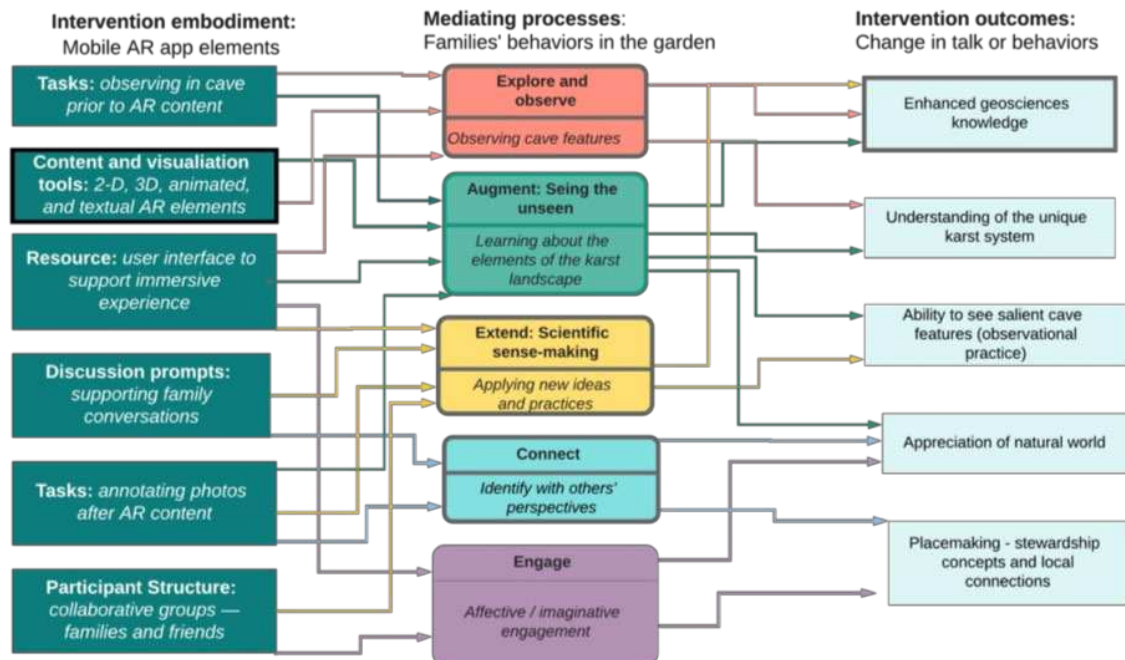 Intervention embodiment:
Mobile AR app elements
Tasks: observing in cave
prior to AR content
Content and visualiation
tools: 2-D, 3D, animated,
and textual AR elements
Resource: user interface to
support immersive
experience
Discussion prompts:
supporting family
conversations
Tasks: annotating photos
after AR content
Participant Structure:
collaborative groups —
families and friends
Mediating processes:
Families' behaviors in the garden
Explore and
observe
Observing cave features
Augment: Seing the
unseen
Learning about the
elements of the karst
landscape
Extend: Scientific
sense-making
Applying new ideas
and practices
Connect
Identify with others'
perspectives
Engage
Affective / imaginative
engagement
Intervention outcomes:
Change in talk or behaviors
Enhanced geosciences
knowledge
Understanding of the unique
karst system
Ability to see salient cave
features (observational
practice)
Appreciation of natural world
Placemaking - stewardship
concepts and local
connections